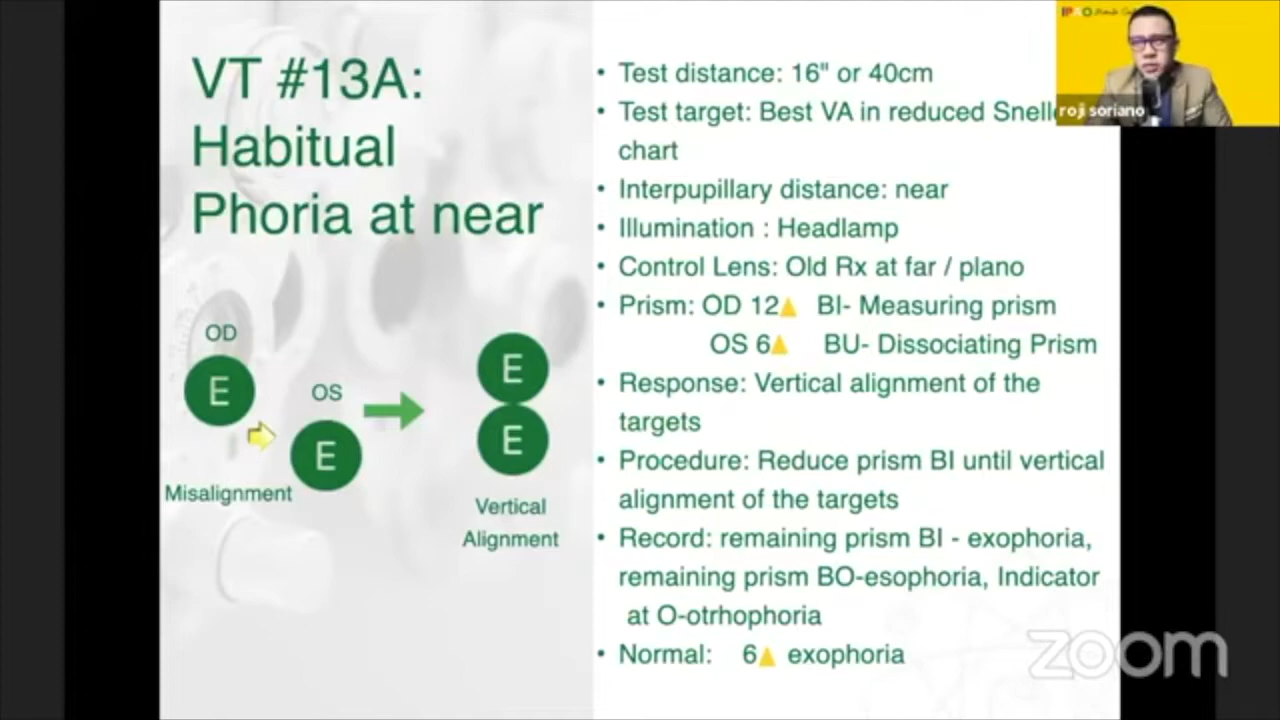 VT #13A:
Habitual
Phoria at near
OD
E
OS
E
Misalignment
E
E
Vertical
Alignment
• Test distance: 16" or 40cm
• Test target: Best VA in reduced
chart
• Interpupillary distance: near
• Illumination : Headlamp
• Control Lens: Old Rx at far / plano
• Prism: OD 12 BI- Measuring prism
OS 6 BU- Dissociating Prism
• Response: Vertical alignment of the
targets
• Procedure: Reduce prism BI until vertical
alignment of the targets
• Record: remaining prism BI - exophoria,
remaining prism BO-esophoria, Indicator
at O-otrhophoria
• Normal: 6 exophoria
roji soriano
zoom